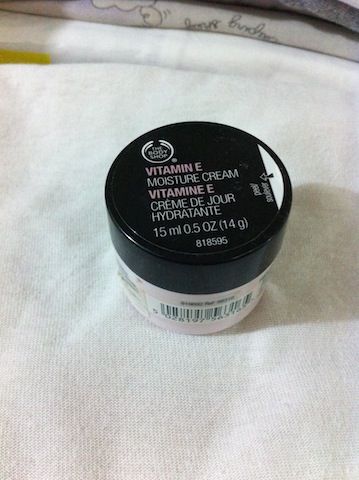 THE
BODY
SHOP
VITAMIN E
MOISTURE CREAM
VITAMINE E
CRÈME DE JOUR
HYDRATANTE
15 ml 0.5 OZ (14 g)
818595
peel/
soulever